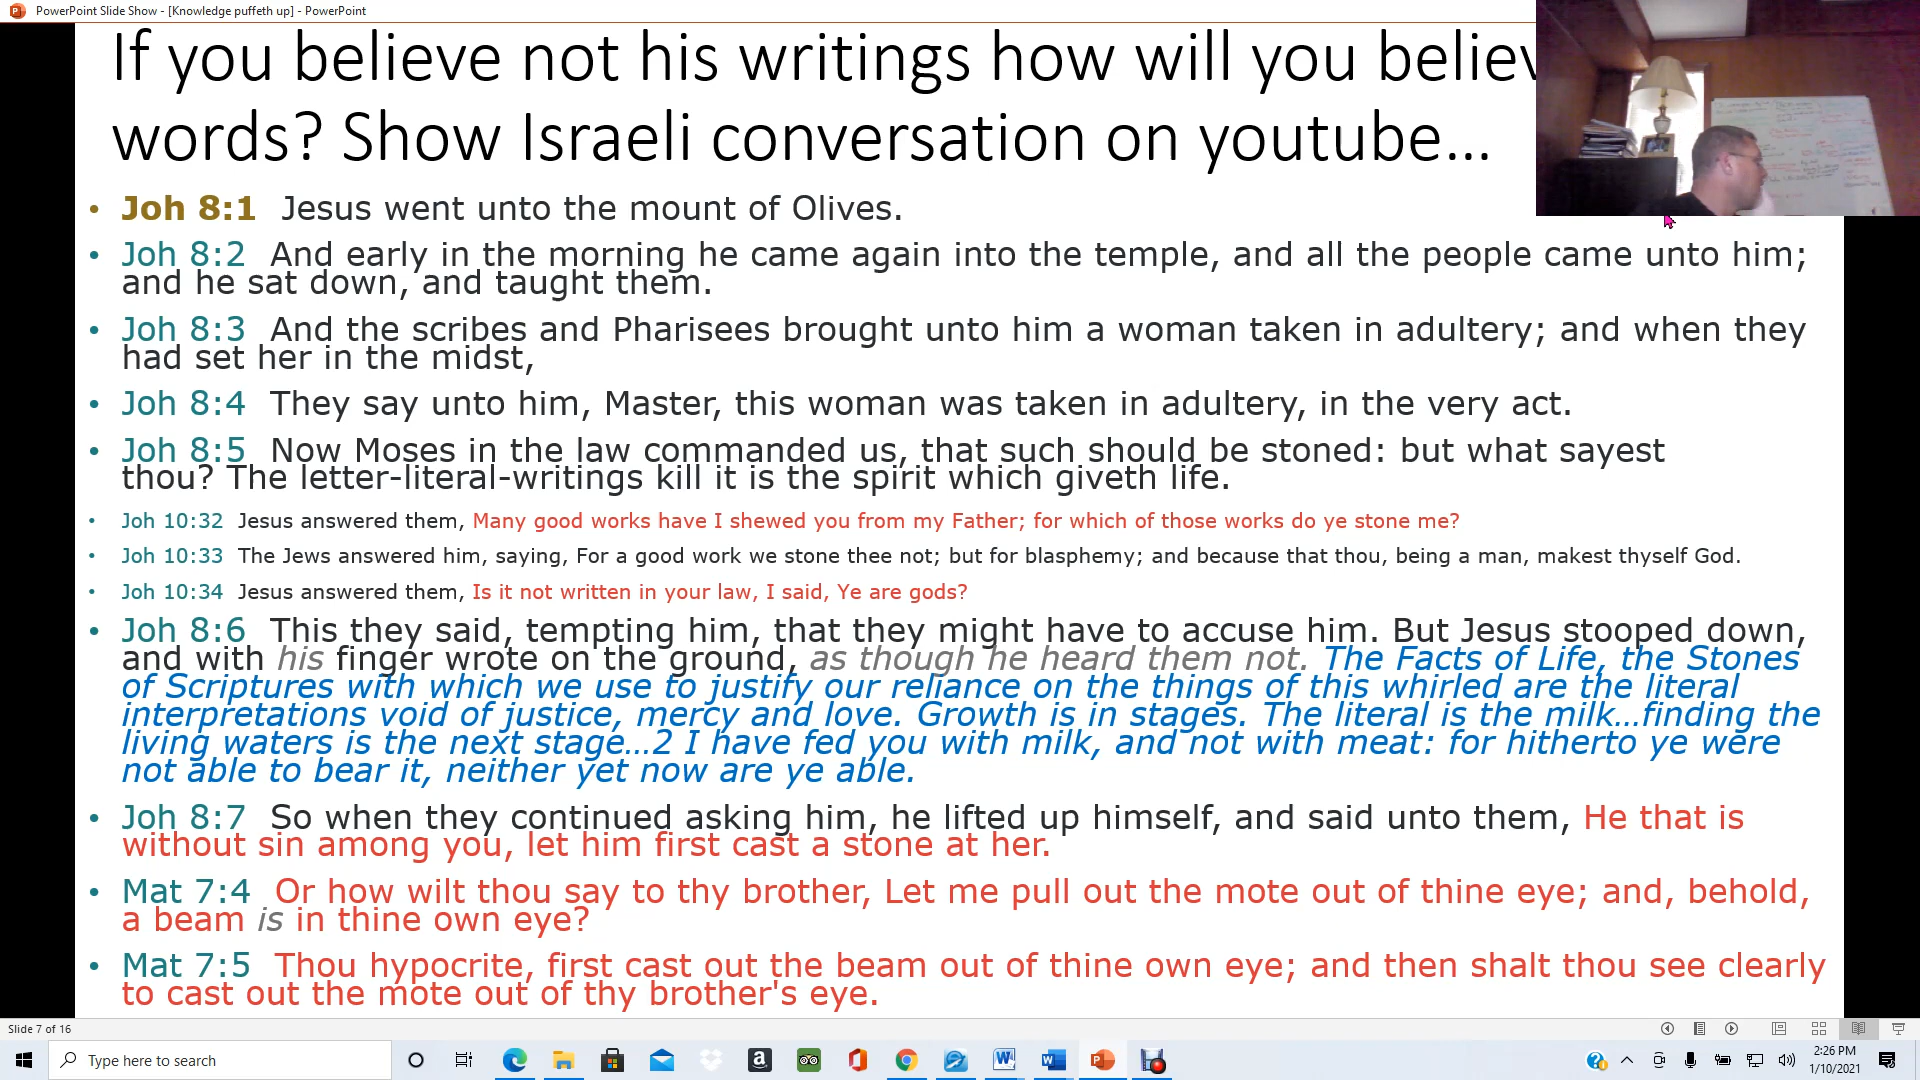 PowerPoint Slide Show - [Knowledge puffeth up] - PowerPoint
If you believe not his writings how will you
words? Show Israeli conversation on youtube...
• Joh 8:1 Jesus went unto the mount of Olives.
• Joh 8:2 And early in the morning he came again into the temple, and all the people came unto him;
and he sat down, and taught them.
• Joh 8:3 And the scribes and Pharisees brought unto him a woman taken in adultery; and when they
had set her in the midst,
• Joh 8:4 They say unto him, Master, this woman was taken in adultery, in the very act.
• Joh 8:5 Now Moses in the law commanded us, that such should be stoned: but what sayest
thou? The letter-literal-writings kill it is the spirit which giveth life.
• Joh 10:32 Jesus answered them, Many good works have I shewed you from my Father; for which of those works do ye stone me?
• Joh 10:33 The Jews answered him, saying, For a good work we stone thee not; but for blasphemy; and because that thou, being a man, makest thyself God.
• Joh 10:34 Jesus answered them, Is it not written in your law, I said, Ye are gods?
• Joh 8:6 This they said, tempting him, that they might have to accuse him. But Jesus stooped down,
and with his finger wrote on the ground, as though he heard them not. The Facts of Life, the Stones
of Scriptures with which we use to justify our reliance on the things of this whirled are the literal
interpretations void of justice, mercy and love. Growth is in stages. The literal is the milk...finding the
living waters is the next stage...2 I have fed you with milk, and not with meat: for hitherto ye were
not able to bear it, neither yet now are ye able.
• Joh 8:7 So when they continued asking him, he lifted up himself, and said unto them, He that is
without sin among you, let him first cast a stone at her.
• Mat 7:4 Or how wilt thou say to thy brother, Let me pull out the mote out of thine eye; and, behold,
a beam is in thine own eye?
• Mat 7:5 Thou hypocrite, first cast out the beam out of thine own eye; and then shalt thou see clearly
to cast out the mote out of thy brother's eye.
Slide 7 of 16
Type here to search
2:26 PM
1/10/2021